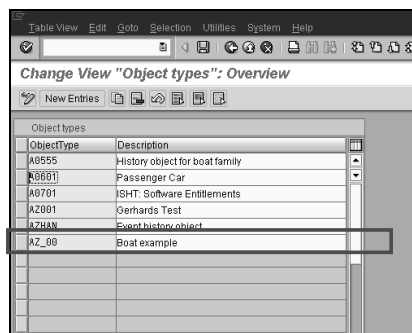 Table View Edit Goto Selection Utilities System Help
Change View "Object types": Overview
New Entries
Object types
ObjectType Description
A0555 History object for boat family
A0601 Passenger Car
A0701 ISHT: Software Entitlements
AZ001 Gerhards Test
AZHAN Event history object
AZ_00 Boat example